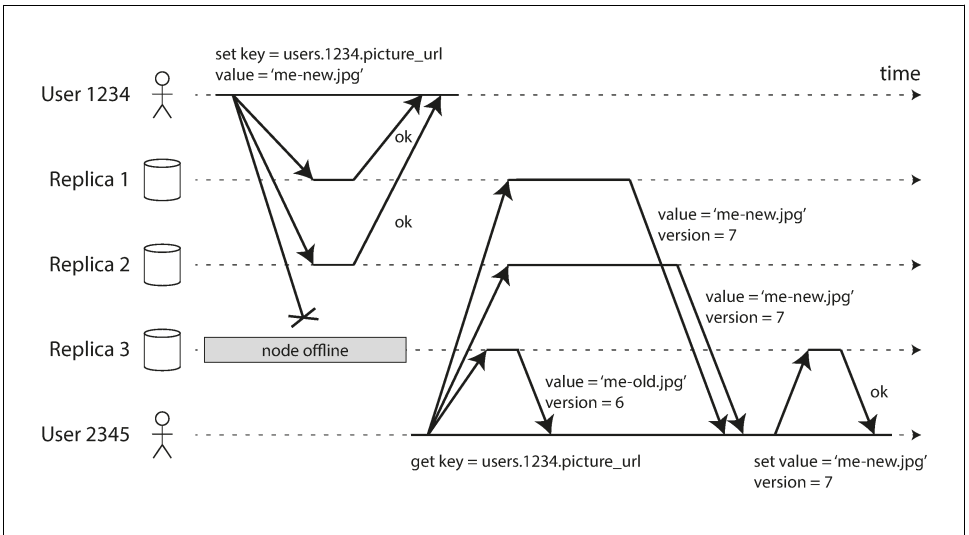 set key = users.1234.picture_url
value = ‘me-new.jpg’
time
User 1234
ok
Replica 1
value = ‘me-new.jpg’
version = 7
ok
Replica 2
value = ‘me-new.jpg’
version = 7
Replica 3
node offline
value = ‘me-old.jpg’
version = 6
ok
User 2345
get key = users.1234.picture_url
set value = ‘me-new.jpg’
version = 7